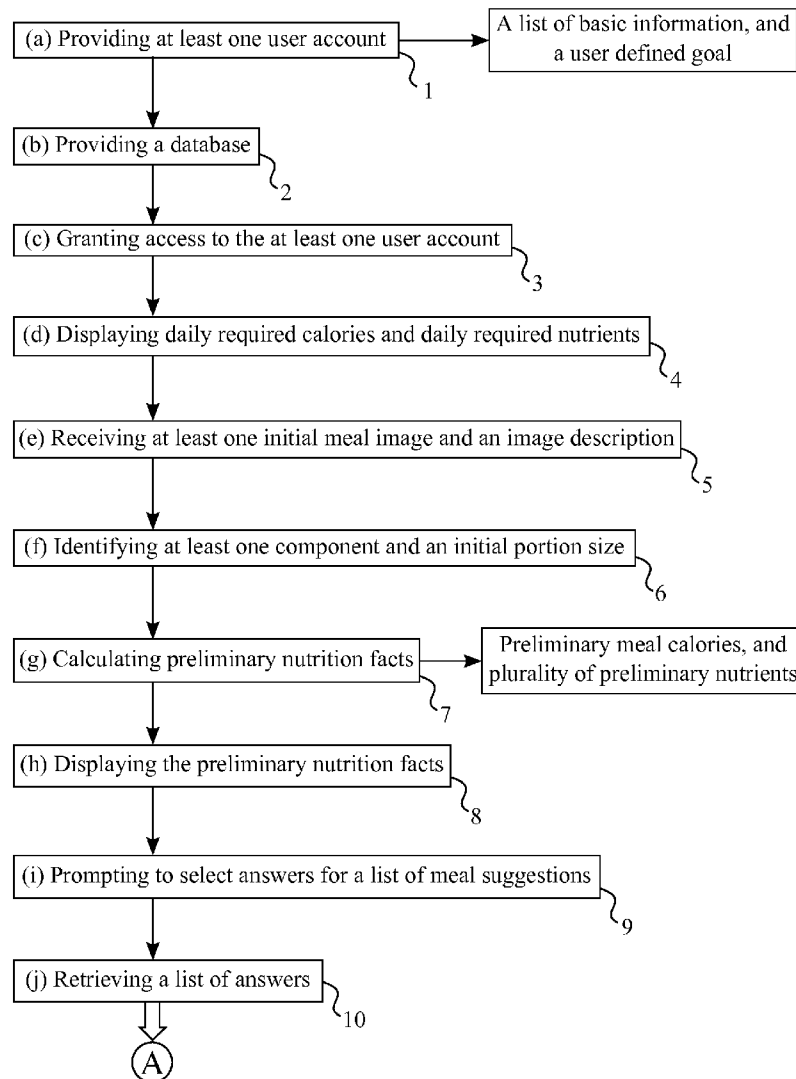 (a) Providing at least one user account
A list of basic information, and
a user defined goal
1
(b) Providing a database
2
(c) Granting access to the at least one user account
3
(d) Displaying daily required calories and daily required nutrients
4
(e) Receiving at least one initial meal image and an image description
5
(f) Identifying at least one component and an initial portion size
6
(g) Calculating preliminary nutrition facts
Preliminary meal calories, and
plurality of preliminary nutrients
7
(h) Displaying the preliminary nutrition facts
8
(i) Prompting to select answers for a list of meal suggestions
9
(j) Retrieving a list of answers
10
A